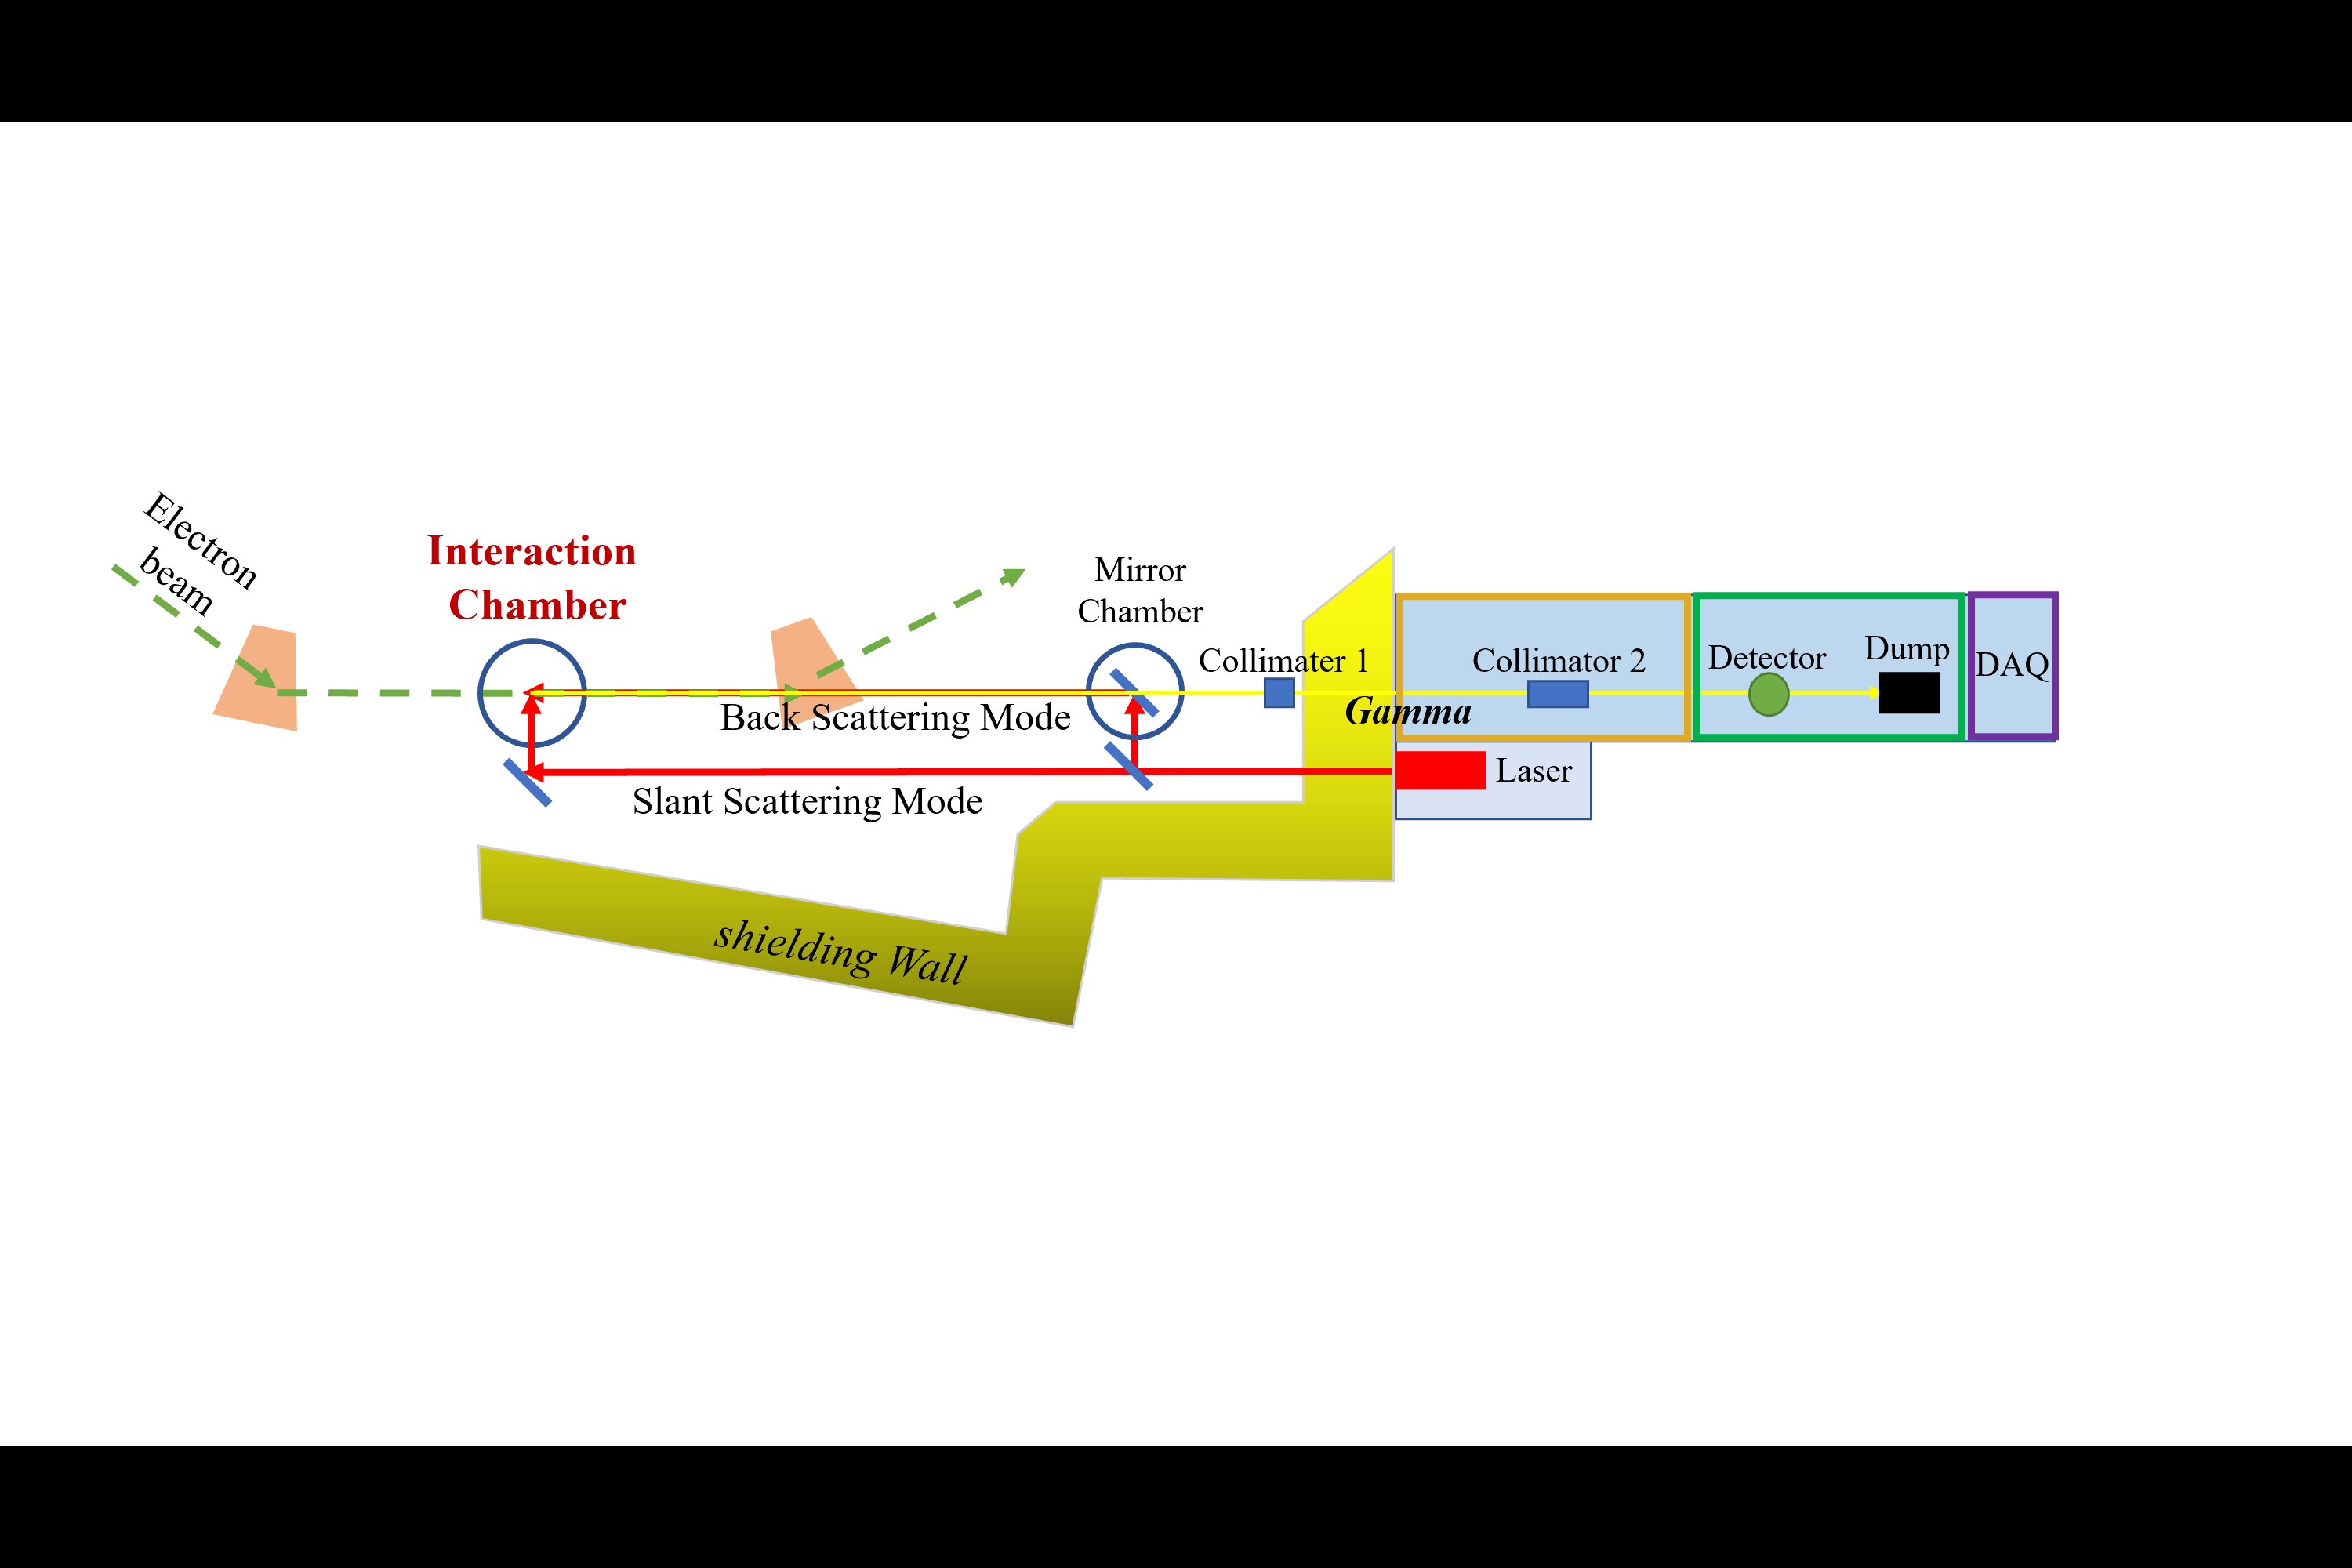 Electron
beam
Interaction
Chamber
Mirror
Chamber
Collimater 1
Collimator 2
Detector
Dump
DAQ
Back Scattering Mode
Gamma
Laser
Slant Scattering Mode
shielding Wall